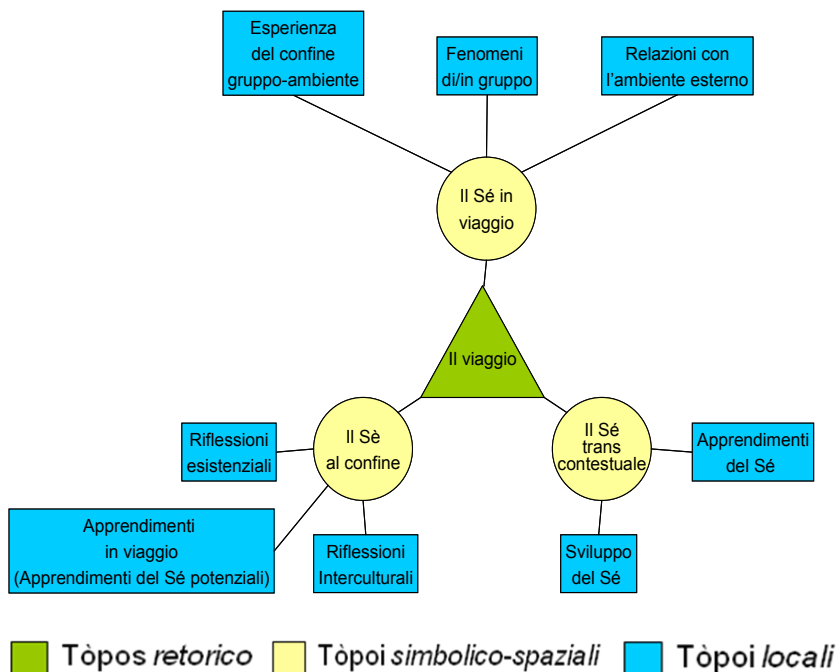 Esperienza
del confine
gruppo-ambiente
Fenomeni
di/in gruppo
Relazioni con
l'ambiente esterno
Il Sé in
viaggio
Il viaggio
Il Sè
al confine
Il Sé
trans
contestuale
Riflessioni
esistenziali
Apprendimenti
del Sé
Apprendimenti
in viaggio
(Apprendimenti del Sé potenziali)
Riflessioni
Interculturali
Sviluppo
del Sé
Tòpos retorico
Tòpoi simbolico-spaziali
Tòpoi locali